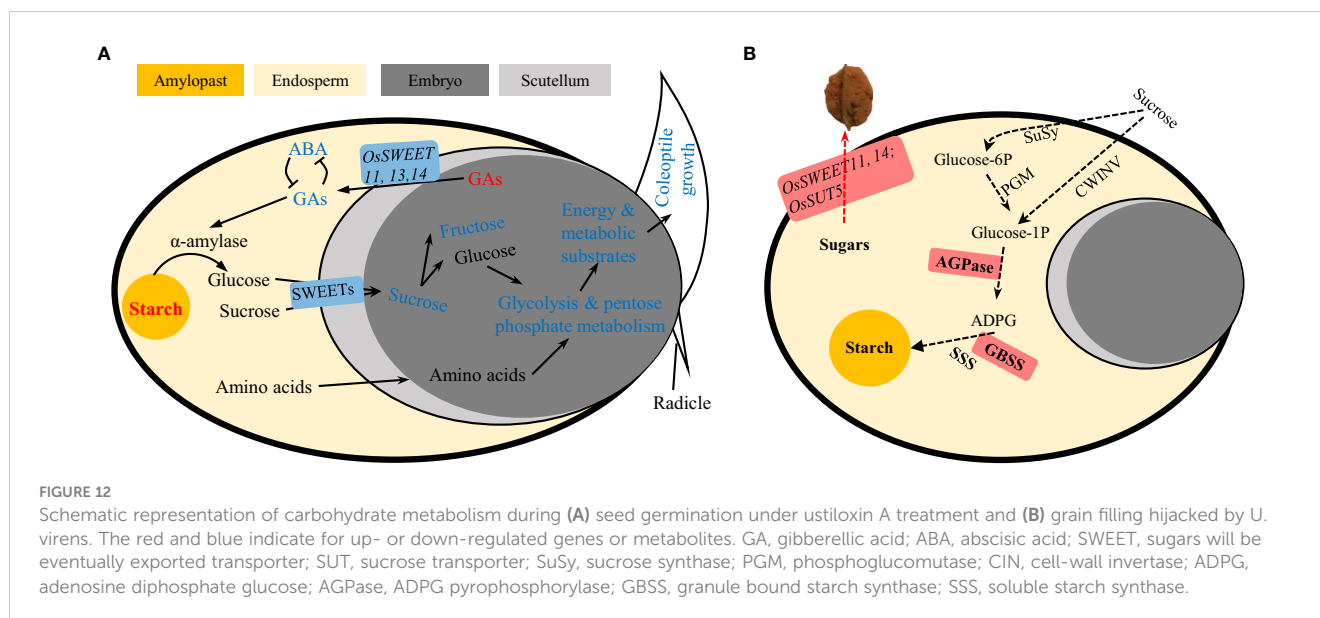 A
Amylopast Endosperm Embryo Scutellum
ABA
GAs
OsSWEET
11, 13,14
GAs
α-amylase
Glucose
Sucrose
Starch
SWEETs
Fructose
Glucose
Sucrose
Energy &
metabolic
substrates
Glycolysis & pentose
phosphate metabolism
Amino acids
Amino acids
Coleoptile
growth
Radicle
B
Sucrose
SuSy
Glucose-6P
PGM
CWINV
Glucose-1P
OsSWEET11, 14;
OsSUT5
Sugars
AGPase
ADPG
Starch
SSS
GBSS
FIGURE 12
Schematic representation of carbohydrate metabolism during (A) seed germination under ustiloxin A treatment and (B) grain filling hijacked by U.
virens. The red and blue indicate for up- or down-regulated genes or metabolites. GA, gibberellic acid; ABA, abscisic acid; SWEET, sugars will be
eventually exported transporter; SUT, sucrose transporter; SuSy, sucrose synthase; PGM, phosphoglucomutase; CIN, cell-wall invertase; ADPG,
adenosine diphosphate glucose; AGPase, ADPG pyrophosphorylase; GBSS, granule bound starch synthase; SSS, soluble starch synthase.